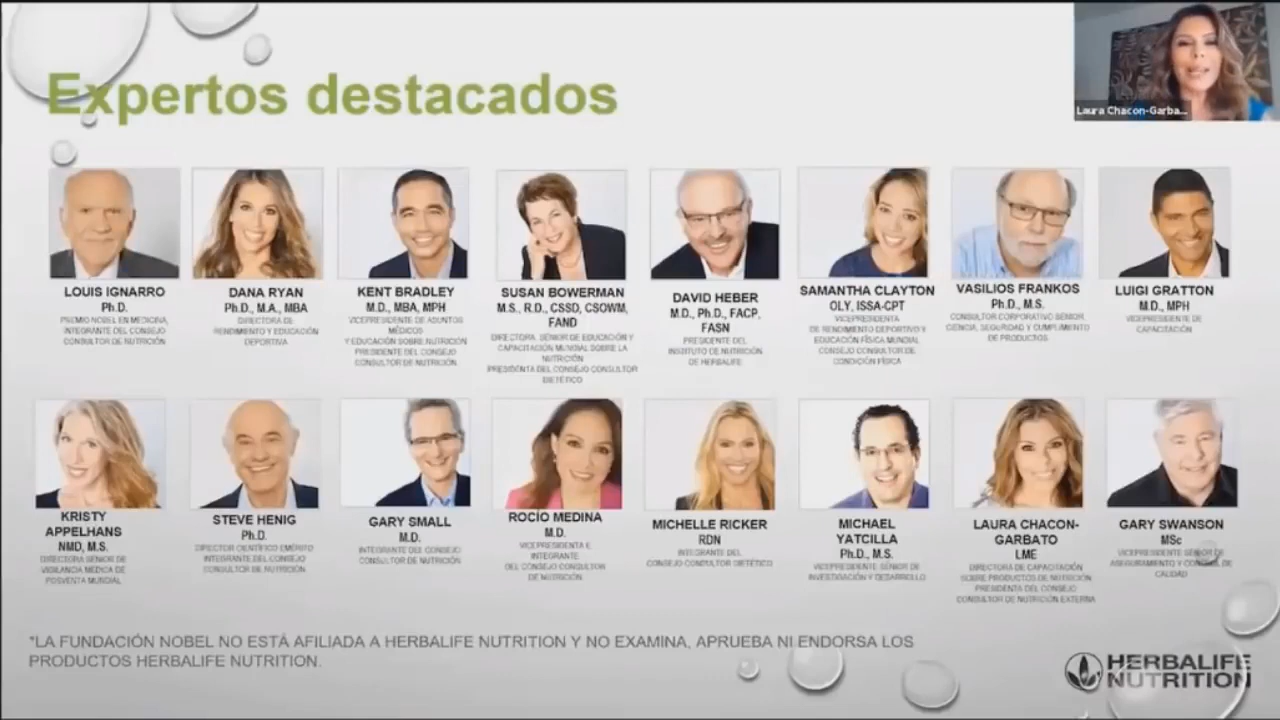 Expertos destacados
Laura Chacon-Garba...
LOUIS IGNARRO
Ph.D.
PREMIO NOBEL EN MEDICINA,
INTEGRANTE DEL CONSEJO
CONSULTOR DE NUTRICIÓN
DANA RYAN
Ph.D., M.A., MBA
DIRECTORA DE
RENDIMIENTO Y EDUCACIÓN
DEPORTIVA
KENT BRADLEY
M.D., MBA, MPH
VICEPRESIDENTE DE ASUNTOS
MÉDICOS
Y EDUCACIÓN SOBRE NUTRICIÓN
PRESIDENTE DEL CONSEJO
CONSULTOR DE NUTRICIÓN
SUSAN BOWERMAN
M.S., R.D., CSSD, CSOWM,
FAND
DIRECTORA SÉNIOR DE EDUCACIÓN Y
CAPACITACIÓN MUNDIAL SOBRE LA
NUTRICIÓN
PRESIDENTA DEL CONSEJO CONSULTOR
DIETÉTICO
DAVID HEBER
M.D., Ph.D., FACP,
FASN
PRESIDENTE DEL
INSTITUTO DE NUTRICIÓN
DE HERBALIFE
SAMANTHA CLAYTON
OLY, ISSA-CPT
VICEPRESIDENTA
DE RENDIMIENTO DEPORTIVO Y
EDUCACIÓN FÍSICA MUNDIAL
CONSEJO CONSULTOR DE
CONDICIÓN FÍSICA
VASILIOS FRANKOS
Ph.D., M.S.
CONSULTOR CORPORATIVO SÉNIOR,
CIENCIA, SEGURIDAD Y CUMPLIMIENTO
DE PRODUCTOS
LUIGI GRATTON
M.D., MPH
VICEPRESIDENTE DE
CAPACITACIÓN
KRISTY
APPELHANS
NMD, M.S.
DIRECTORA SÉNIOR DE
VIGILANCIA MÉDICA DE
POSVENTA MUNDIAL
STEVE HENIG
Ph.D.
DIRECTOR CIENTÍFICO EMÉRITO
INTEGRANTE DEL CONSEJO
CONSULTOR DE NUTRICIÓN
GARY SMALL
M.D.
INTEGRANTE DEL CONSEJO
CONSULTOR DE NUTRICIÓN
ROCÍO MEDINA
M.D.
VICEPRESIDENTA E
INTEGRANTE
DEL CONSEJO CONSULTOR
DE NUTRICIÓN
MICHELLE RICKER
RDN
INTEGRANTE DEL
CONSEJO CONSULTOR DIETÉTICO
MICHAEL
YATCILLA
Ph.D., M.S.
VICEPRESIDENTE SÉNIOR DE
INVESTIGACIÓN Y DESARROLLO
LAURA CHACON-
GARBATO
LME
DIRECTORA DE CAPACITACIÓN
SOBRE PRODUCTOS DE NUTRICIÓN
PRESIDENTA DEL CONSEJO
CONSULTOR DE NUTRICIÓN EXTERNA
GARY SWANSON
MSc
VICEPRESIDENTE SÉNIOR DE
ASEGURAMIENTO Y CONTROL DE
CALIDAD
*LA FUNDACIÓN NOBEL NO ESTÁ AFILIADA A HERBALIFE NUTRITION Y NO EXAMINA, APRUEBA NI ENDORSA LOS
PRODUCTOS HERBALIFE NUTRITION.
HERBALIFE
NUTRITION